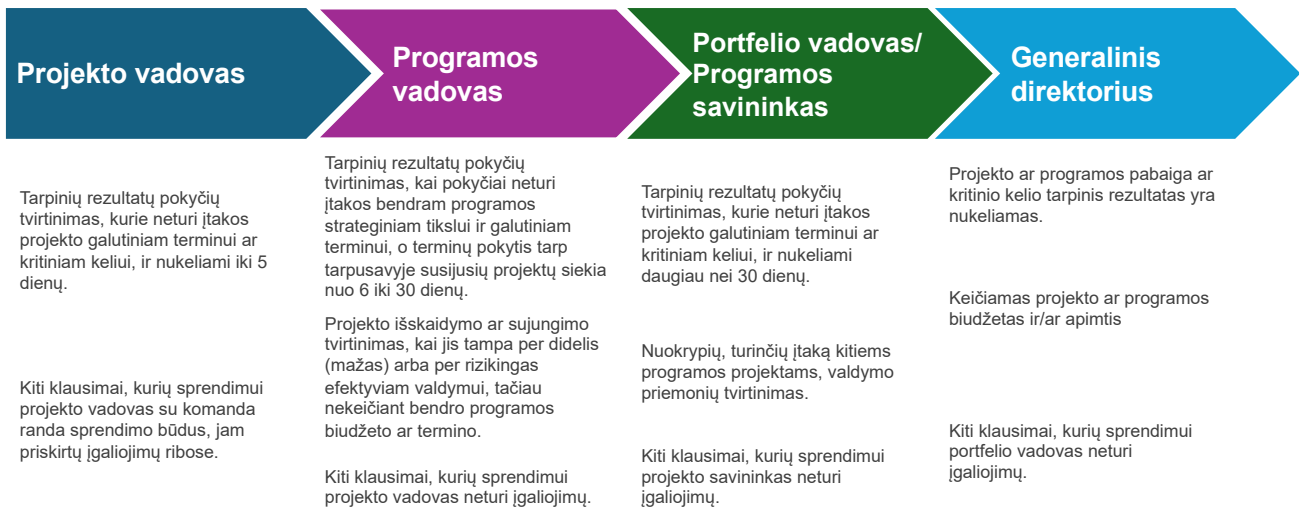 Projekto vadovas
Programos
vadovas
Portfelio vadovas/
Programos
savininkas
Generalinis
direktorius
Tarpinių rezultatų pokyčių
tvirtinimas, kurie neturi įtakos
projekto galutiniam terminui ar
kritiniam keliui, ir nukeliami iki 5
dienų.
Kiti klausimai, kurių sprendimui
projekto vadovas su komanda
randa sprendimo būdus, jam
priskirtų įgaliojimų ribose.
Tarpinių rezultatų pokyčių
tvirtinimas, kai pokyčiai neturi
įtakos bendram programos
strateginiam tikslui ir galutiniam
terminui, o terminų pokytis tarp
tarpusavyje susijusių projektų siekia
nuo 6 iki 30 dienų.
Projekto išskaidymo ar sujungimo
tvirtinimas, kai jis tampa per didelis
(mažas) arba per rizikingas
efektyviam valdymui, tačiau
nekeičiant bendro programos
biudžeto ar termino.
Kiti klausimai, kurių sprendimui
projekto vadovas neturi įgaliojimų.
Tarpinių rezultatų pokyčių
tvirtinimas, kurie neturi įtakos
projekto galutiniam terminui ar
kritiniam keliui, ir nukeliami
daugiau nei 30 dienų.
Nuokrypių, turinčių įtaką kitiems
programos projektams, valdymo
priemonių tvirtinimas.
Kiti klausimai, kurių sprendimui
projekto savininkas neturi
įgaliojimų.
Projekto ar programos pabaiga ar
kritinio kelio tarpinis rezultatas yra
nukeliamas.
Keičiamas projekto ar programos
biudžetas ir/ar apimtis
Kiti klausimai, kurių sprendimui
portfelio vadovas neturi
įgaliojimų.